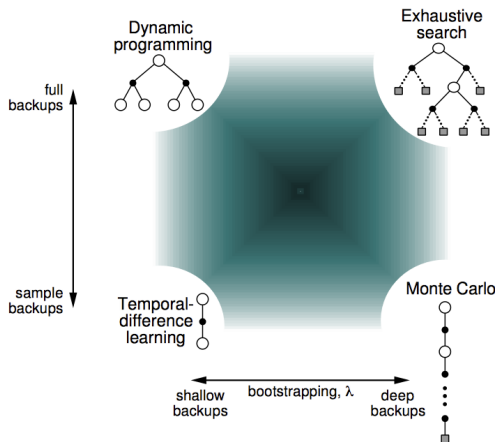 Dynamic
programming
Exhaustive
search
full
backups
sample
backups
Temporal-
difference
learning
Monte Carlo
shallow
backups
bootstrapping, λ
deep
backups